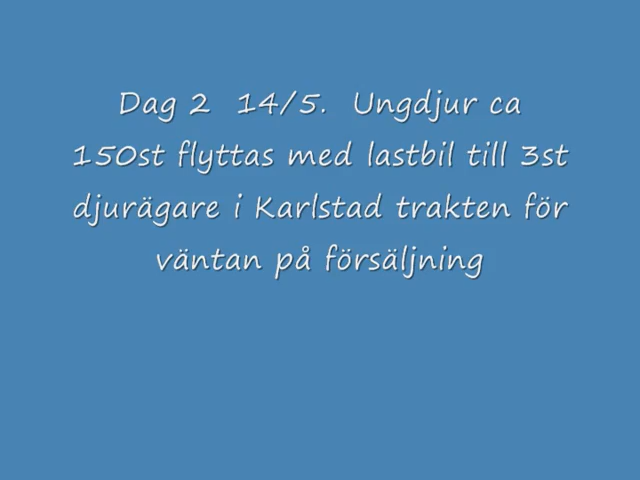 Dag 2 14/5. Ungdjur ca
150st flyttas med lastbil till 3st
djurägare i Karlstad trakten för
väntan på försäljning